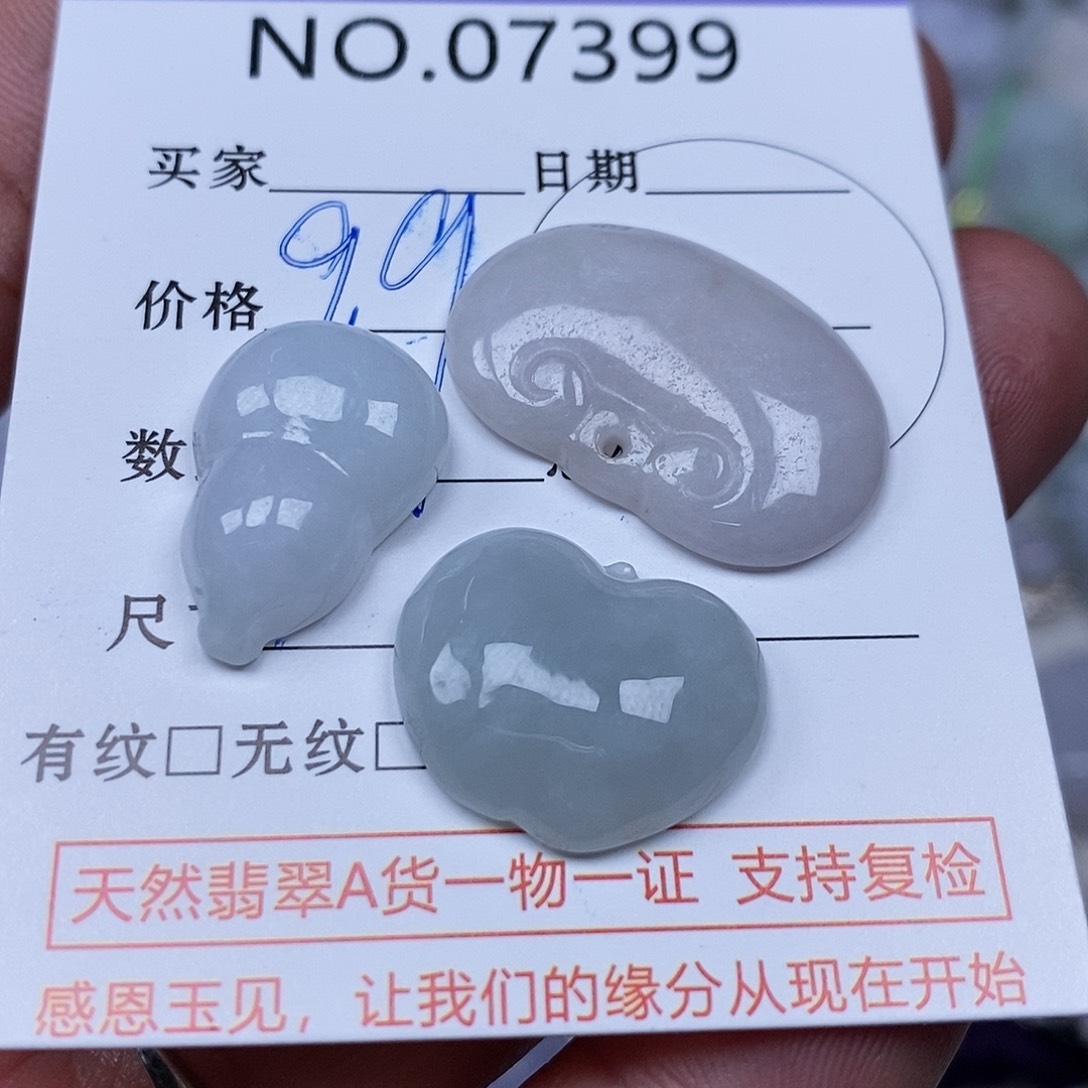 NO.07399
买家 日期
价格 9.9
数
尺
有纹□无纹□
天然翡翠A货一物一证 支持复检
感恩玉见，让我们的缘分从现在开始